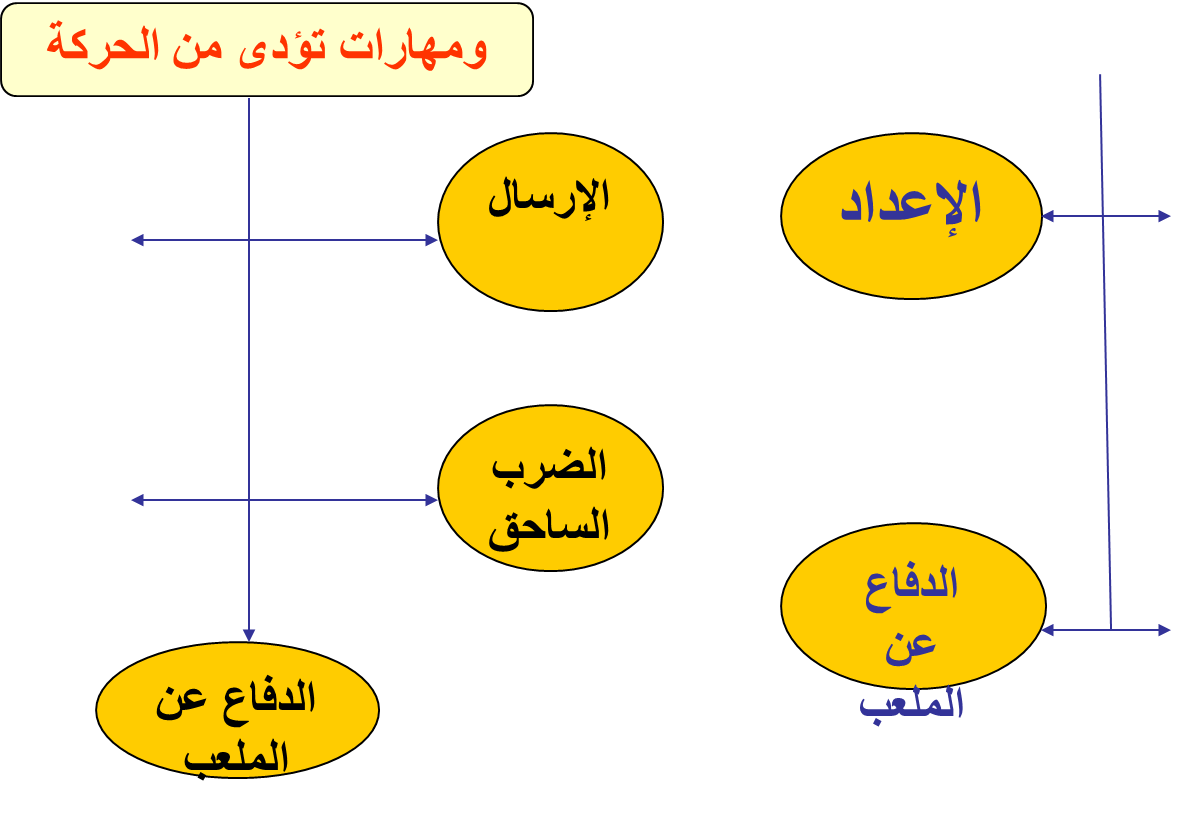 ومهارات تؤدى من الحركة
الإعداد
الإرسال
الضرب
الساحق
الدفاع
عن
الملعب
الدفاع عن
الملعب